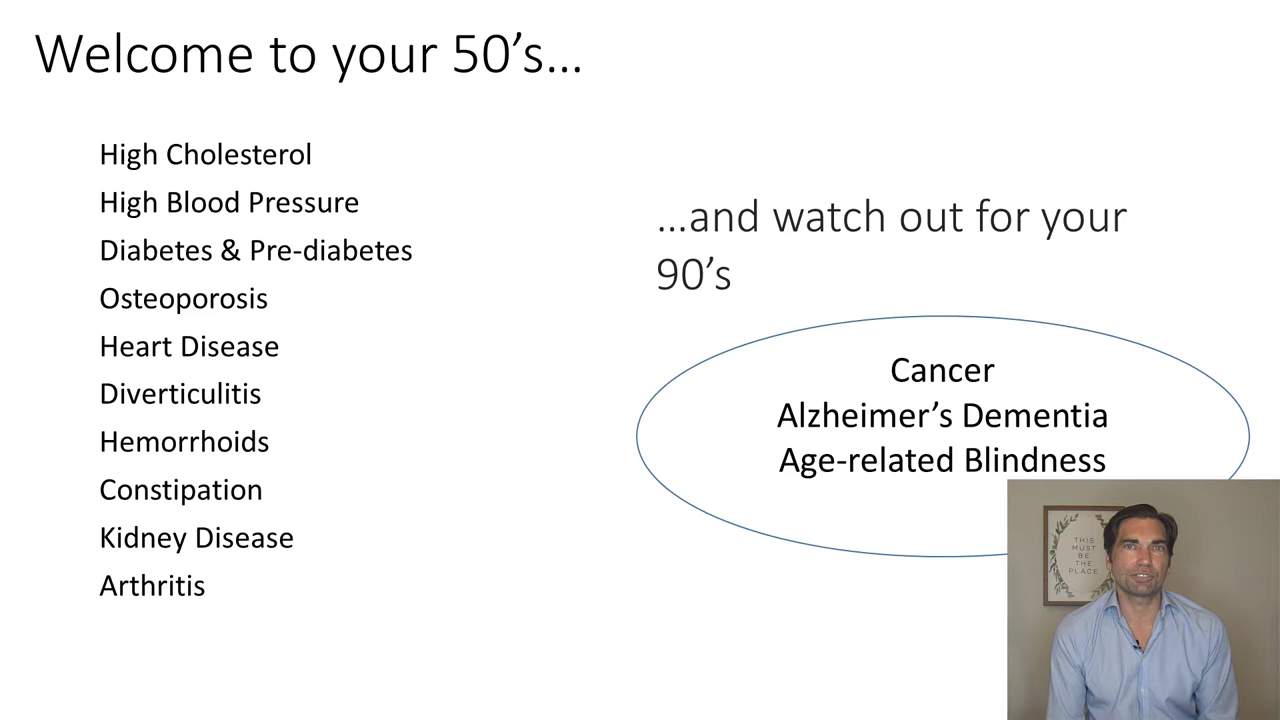 Welcome to your 50’s…
High Cholesterol
High Blood Pressure
Diabetes & Pre-diabetes
Osteoporosis
Heart Disease
Diverticulitis
Hemorrhoids
Constipation
Kidney Disease
Arthritis
…and watch out for your
90’s
Cancer
Alzheimer’s Dementia
Age-related Blindness
THIS
MUST
BE
THE
PLACE